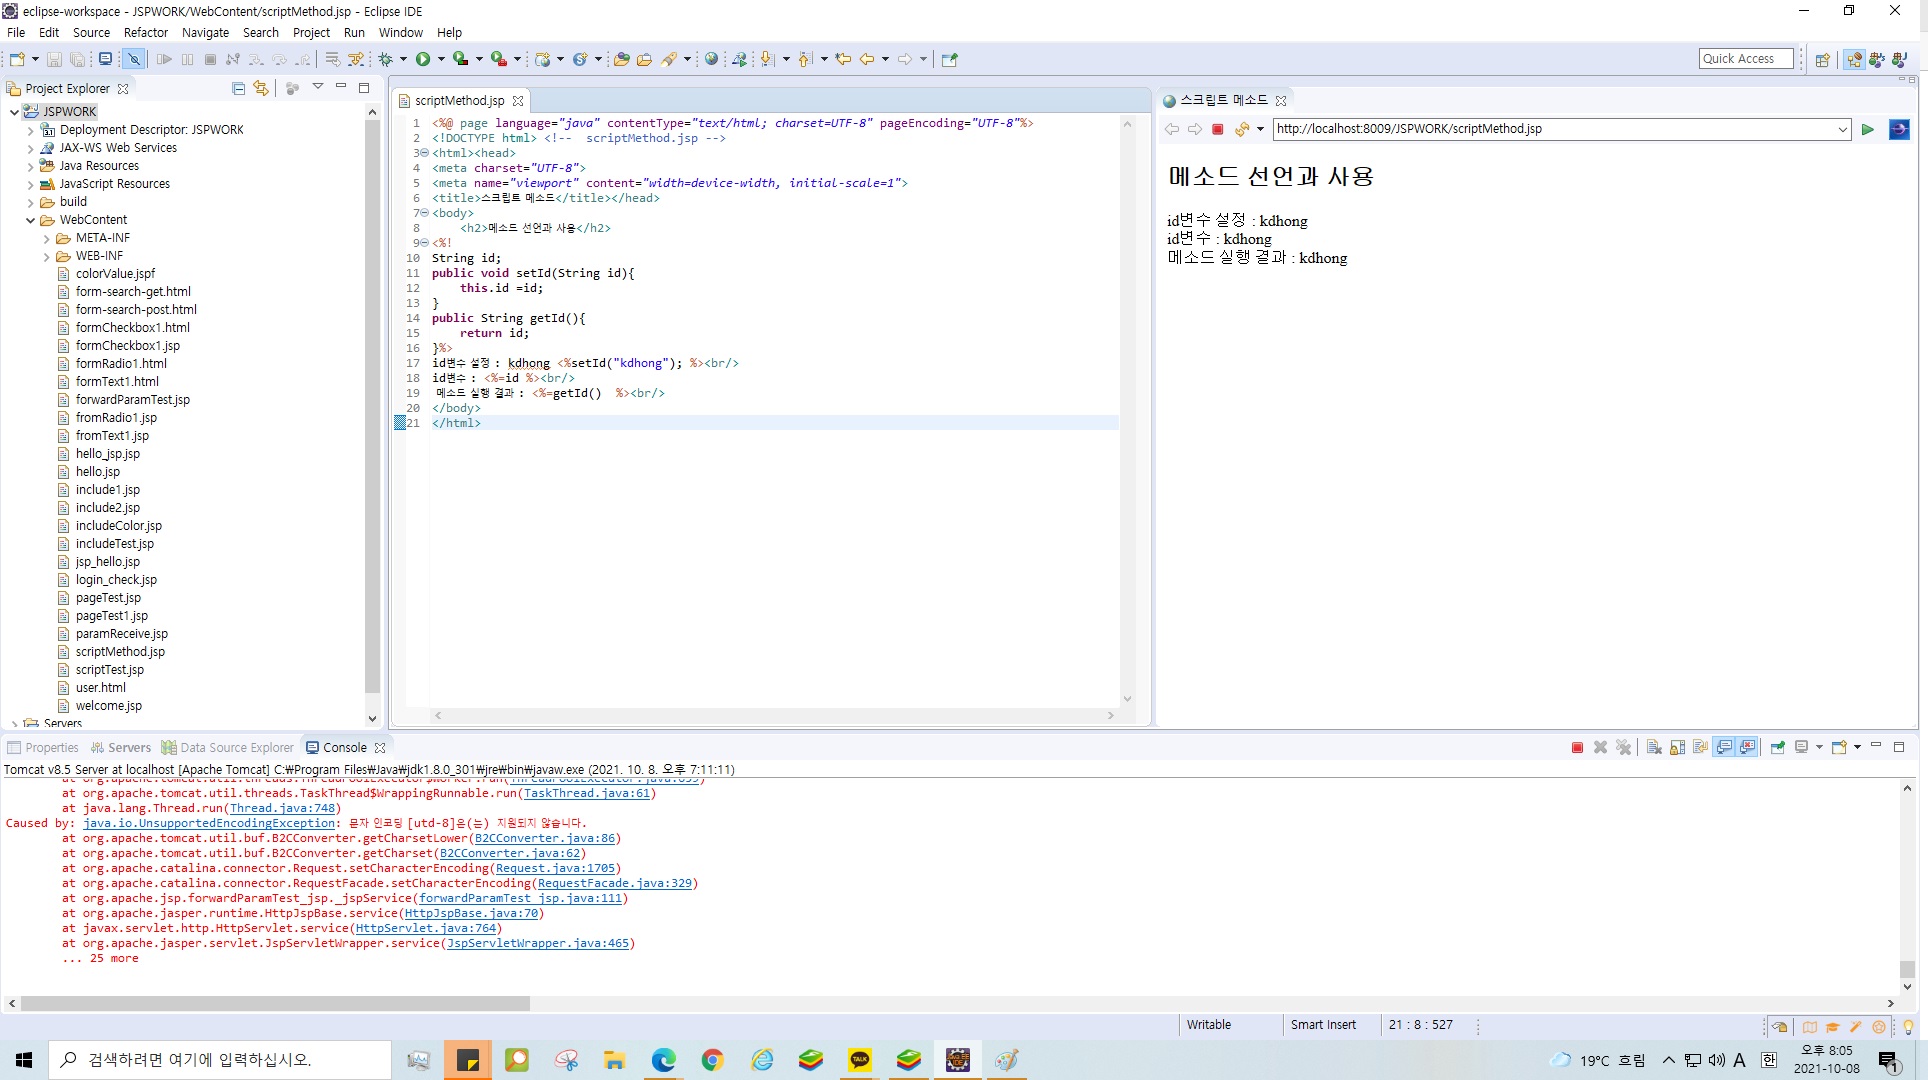 eclipse-workspace - JSPWORK/WebContent/scriptMethod.jsp - Eclipse IDE
File Edit Source Refactor Navigate Search Project Run Window Help
Quick Access
Project Explorer
JSPWORK
Deployment Descriptor: JSPWORK
JAX-WS Web Services
Java Resources
JavaScript Resources
build
WebContent
META-INF
WEB-INF
colorValue.jspf
form-search-get.html
form-search-post.html
formCheckbox1.html
formCheckbox1.jsp
formRadio1.html
formText1.html
forwardParamTest.jsp
fromRadio1.jsp
fromText1.jsp
hello_jsp.jsp
hello.jsp
include1.jsp
include2.jsp
includeColor.jsp
includeTest.jsp
jsp_hello.jsp
login_check.jsp
pageTest.jsp
pageTest1.jsp
paramReceive.jsp
scriptMethod.jsp
scriptTest.jsp
user.html
welcome.jsp
Servers
scriptMethod.jsp
1 <%@ page language="java" contentType="text/html; charset=UTF-8" pageEncoding="UTF-8"%>
2 <!DOCTYPE html> <!--  scriptMethod.jsp -->
3 <html><head>
4 <meta charset="UTF-8">
5 <meta name="viewport" content="width=device-width, initial-scale=1">
6 <title>스크립트 메소드</title></head>
7 <body>
8     <h2>메소드 선언과 사용</h2>
9 <%!
10 String id;
11 public void setId(String id){
12     this.id =id;
13 }
14 public String getId(){
15     return id;
16 }%>
17 id변수 설정 : kdhong <%setId("kdhong"); %><br/>
18 id변수 : <%=id %><br/>
19 메소드 실행 결과 : <%=getId()  %><br/>
20 </body>
21 </html>
스크립트 메소드
http://localhost:8009/JSPWORK/scriptMethod.jsp
메소드 선언과 사용
id변수 설정 : kdhong
id변수 : kdhong
메소드 실행 결과 : kdhong
Properties Servers Data Source Explorer Console
Tomcat v8.5 Server at localhost [Apache Tomcat] C:₩Program Files₩Java₩jdk1.8.0_301₩jre₩bin₩javaw.exe (2021. 10. 8. 오후 7:11:11)
at org.apache.tomcat.util.threads.ThreadPoolExecutor$Worker.run(ThreadPoolExecutor.java:659)
at org.apache.tomcat.util.threads.TaskThread$WrappingRunnable.run(TaskThread.java:61)
at java.lang.Thread.run(Thread.java:748)
Caused by: java.io.UnsupportedEncodingException: 문자 인코딩 [utd-8]은(는) 지원되지 않습니다.
at org.apache.tomcat.util.buf.B2CConverter.getCharsetLower(B2CConverter.java:86)
at org.apache.tomcat.util.buf.B2CConverter.getCharset(B2CConverter.java:62)
at org.apache.catalina.connector.Request.setCharacterEncoding(Request.java:1705)
at org.apache.catalina.connector.RequestFacade.setCharacterEncoding(RequestFacade.java:329)
at org.apache.jsp.forwardParamTest_jsp._jspService(forwardParamTest_jsp.java:111)
at org.apache.jasper.runtime.HttpJspBase.service(HttpJspBase.java:70)
at javax.servlet.http.HttpServlet.service(HttpServlet.java:764)
at org.apache.jasper.servlet.JspServletWrapper.service(JspServletWrapper.java:465)
... 25 more
Writable Smart Insert 21 : 8 : 527
검색하려면 여기에 입력하십시오.
TALK
19°C 흐림
A 한
오후 8:05
2021-10-08
1